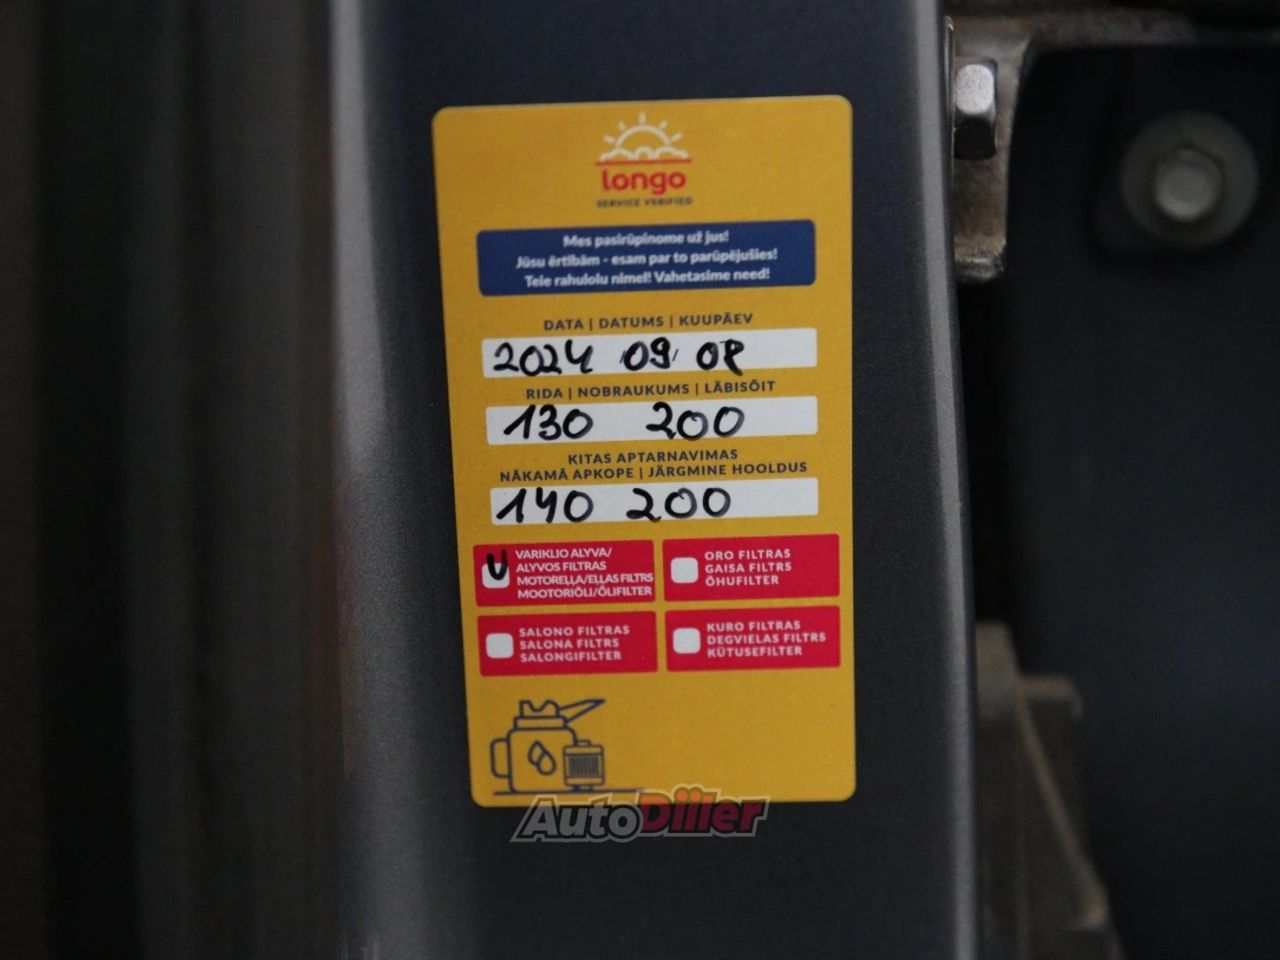 longo
SERVICE VERIFIED
Mes pasirūpinome už jus!
Jūsu ērtībām - esam par to parūpējušies!
Teie rahulolu nimel! Vahetasime need!
DATA | DATUMS | KUUPÄEV
2024 09
RIDA | NOBRAUKUMS | LÄBISÕIT
130 200
KITAS APTARNAVIMAS
NĀKAMĀ APKOPE | JÄRGMINE HOOLDUS
140 200
VARIKLIO ALYVA/
ALYVOS FILTRAS
MOTOREĻĻA/EĻĻAS FILTRS
MOOTORIÕLI/ÕLIFILTER
ORO FILTRAS
GAISA FILTRS
ÕHUFILTER
SALONO FILTRAS
SALONA FILTRS
SALONGIFILTER
KURO FILTRAS
DEGVIELAS FILTRS
KÜTUSEFILTER
AutoDiiler